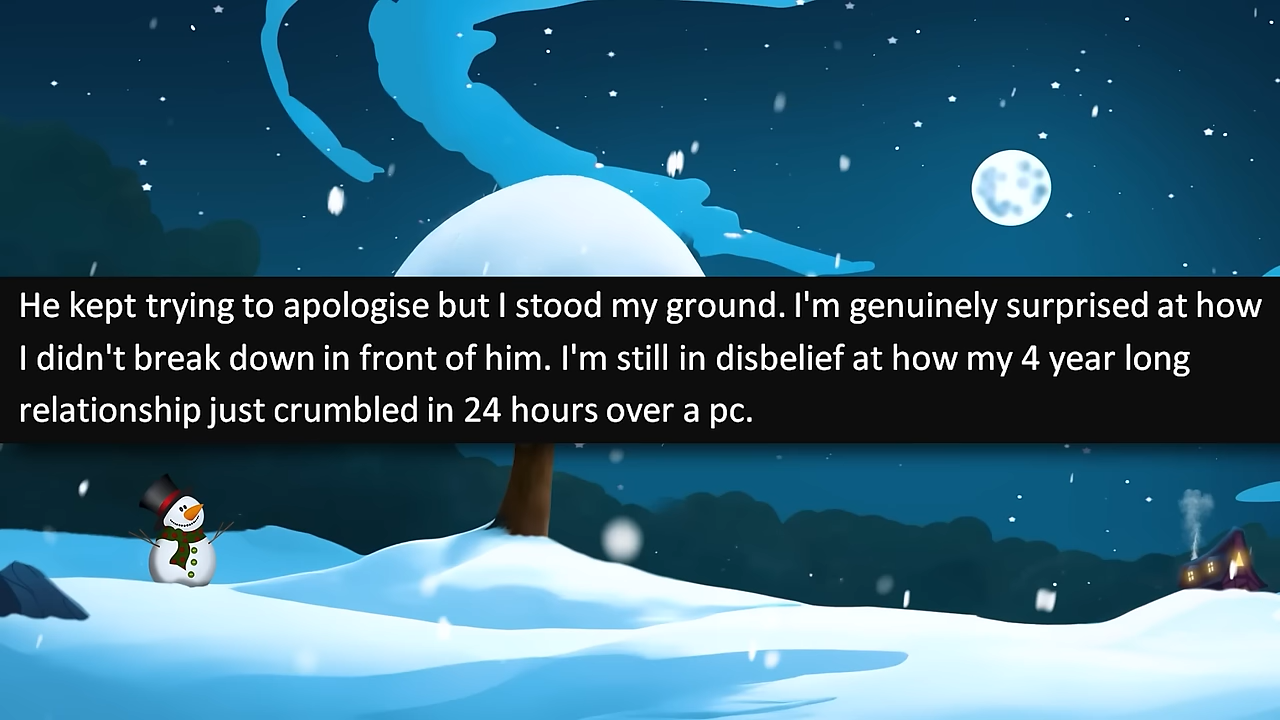 He kept trying to apologise but I stood my ground. I'm genuinely surprised at how
I didn't break down in front of him. I'm still in disbelief at how my 4 year long
relationship just crumbled in 24 hours over a pc.